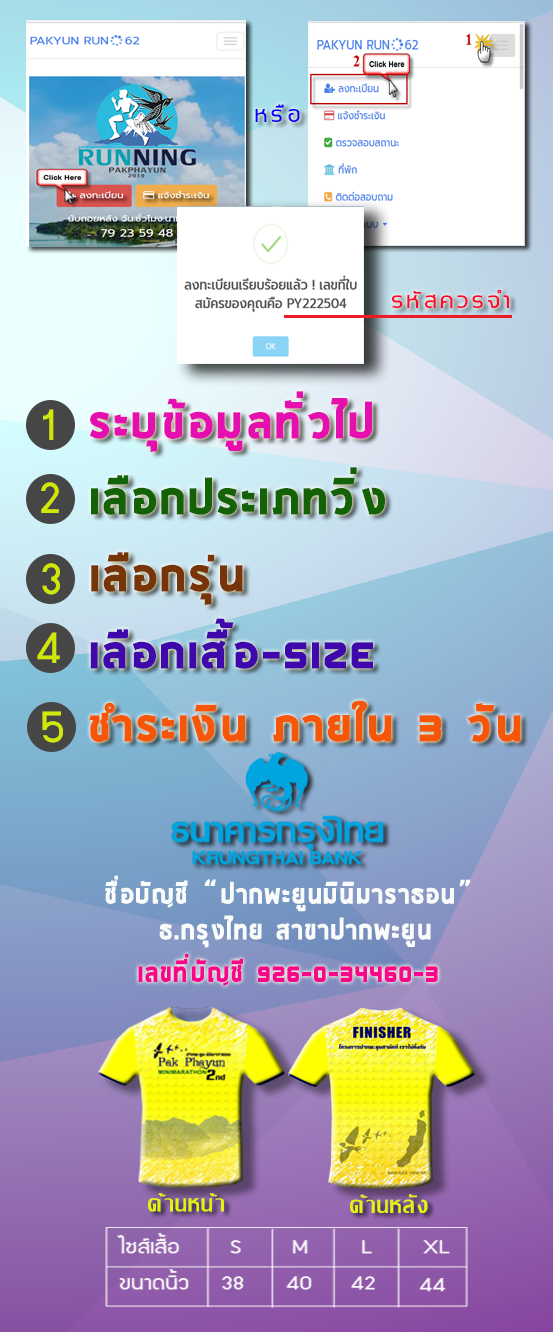 PAKYUN RUN 62
RUNNING
PAKPHAYUN
2019
Click Here
ลงทะเบียน
แจ้งชำระเงิน
79 23 59 48
หรือ
PAKYUN RUN 62
1
2
Click Here
ลงทะเบียน
แจ้งชำระเงิน
ตรวจสอบสถานะ
ที่พัก
ติดต่อสอบถาม
ลงทะเบียนเรียบร้อยแล้ว ! เลขที่ใบ
สมัครของคุณคือ PY222504
OK
รหัสควรจำ
1 ระบุข้อมูลทั่วไป
2 เลือกประเภทวิ่ง
3 เลือกรุ่น
4 เลือกเสื้อ-SIZE
5 ชำระเงิน ภายใน 3 วัน
ธนาคารกรุงไทย
KRUNGTHAI BANK
ชื่อบัญชี “ปากพะยูนมินิมาราธอน”
ธ.กรุงไทย สาขาปากพะยูน
เลขที่บัญชี 926-0-34460-3
Pak Phayun
MINIMARATHON 2nd
FINISHER
ด้านหน้า
ด้านหลัง
ไซส์เสื้อ S M L XL
ขนาดนิ้ว 38 40 42 44